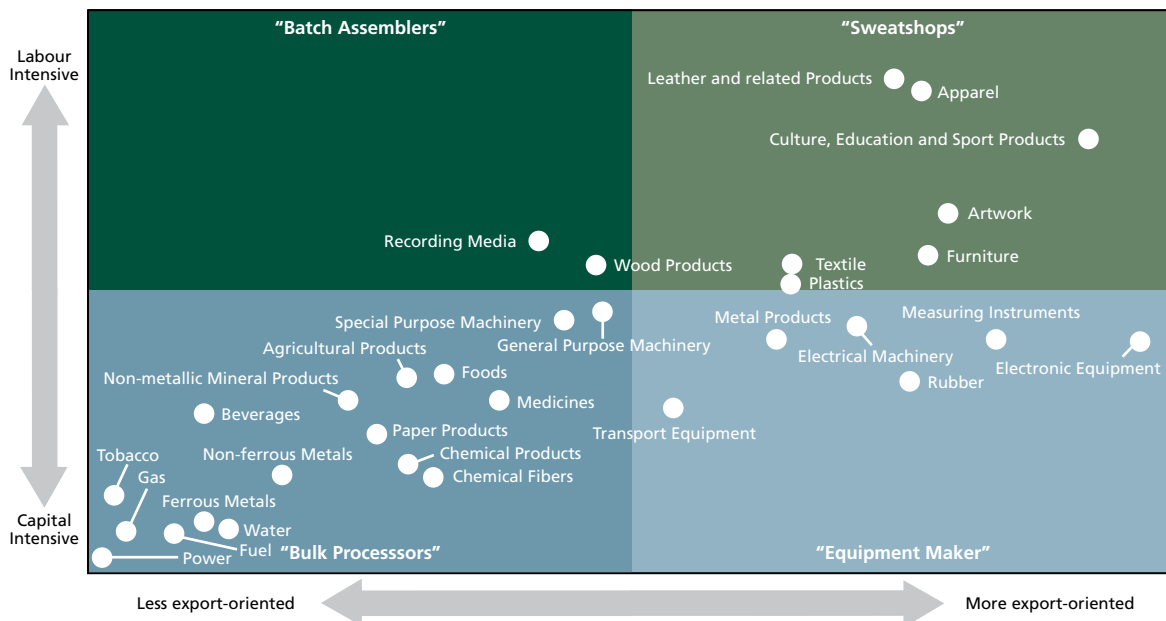 “Batch Assemblers”
“Sweatshops”
Labour
Intensive
Leather and related Products
Apparel
Culture, Education and Sport Products
Artwork
Recording Media
Furniture
Wood Products
Textile
Plastics
Special Purpose Machinery
General Purpose Machinery
Metal Products
Measuring Instruments
Electrical Machinery
Electronic Equipment
Agricultural Products
Foods
Rubber
Non-metallic Mineral Products
Medicines
Beverages
Transport Equipment
Paper Products
Tobacco
Non-ferrous Metals
Chemical Products
Gas
Chemical Fibers
Ferrous Metals
Capital
Intensive
Water
Fuel
Power
“Bulk Processsors”
“Equipment Maker”
Less export-oriented
More export-oriented